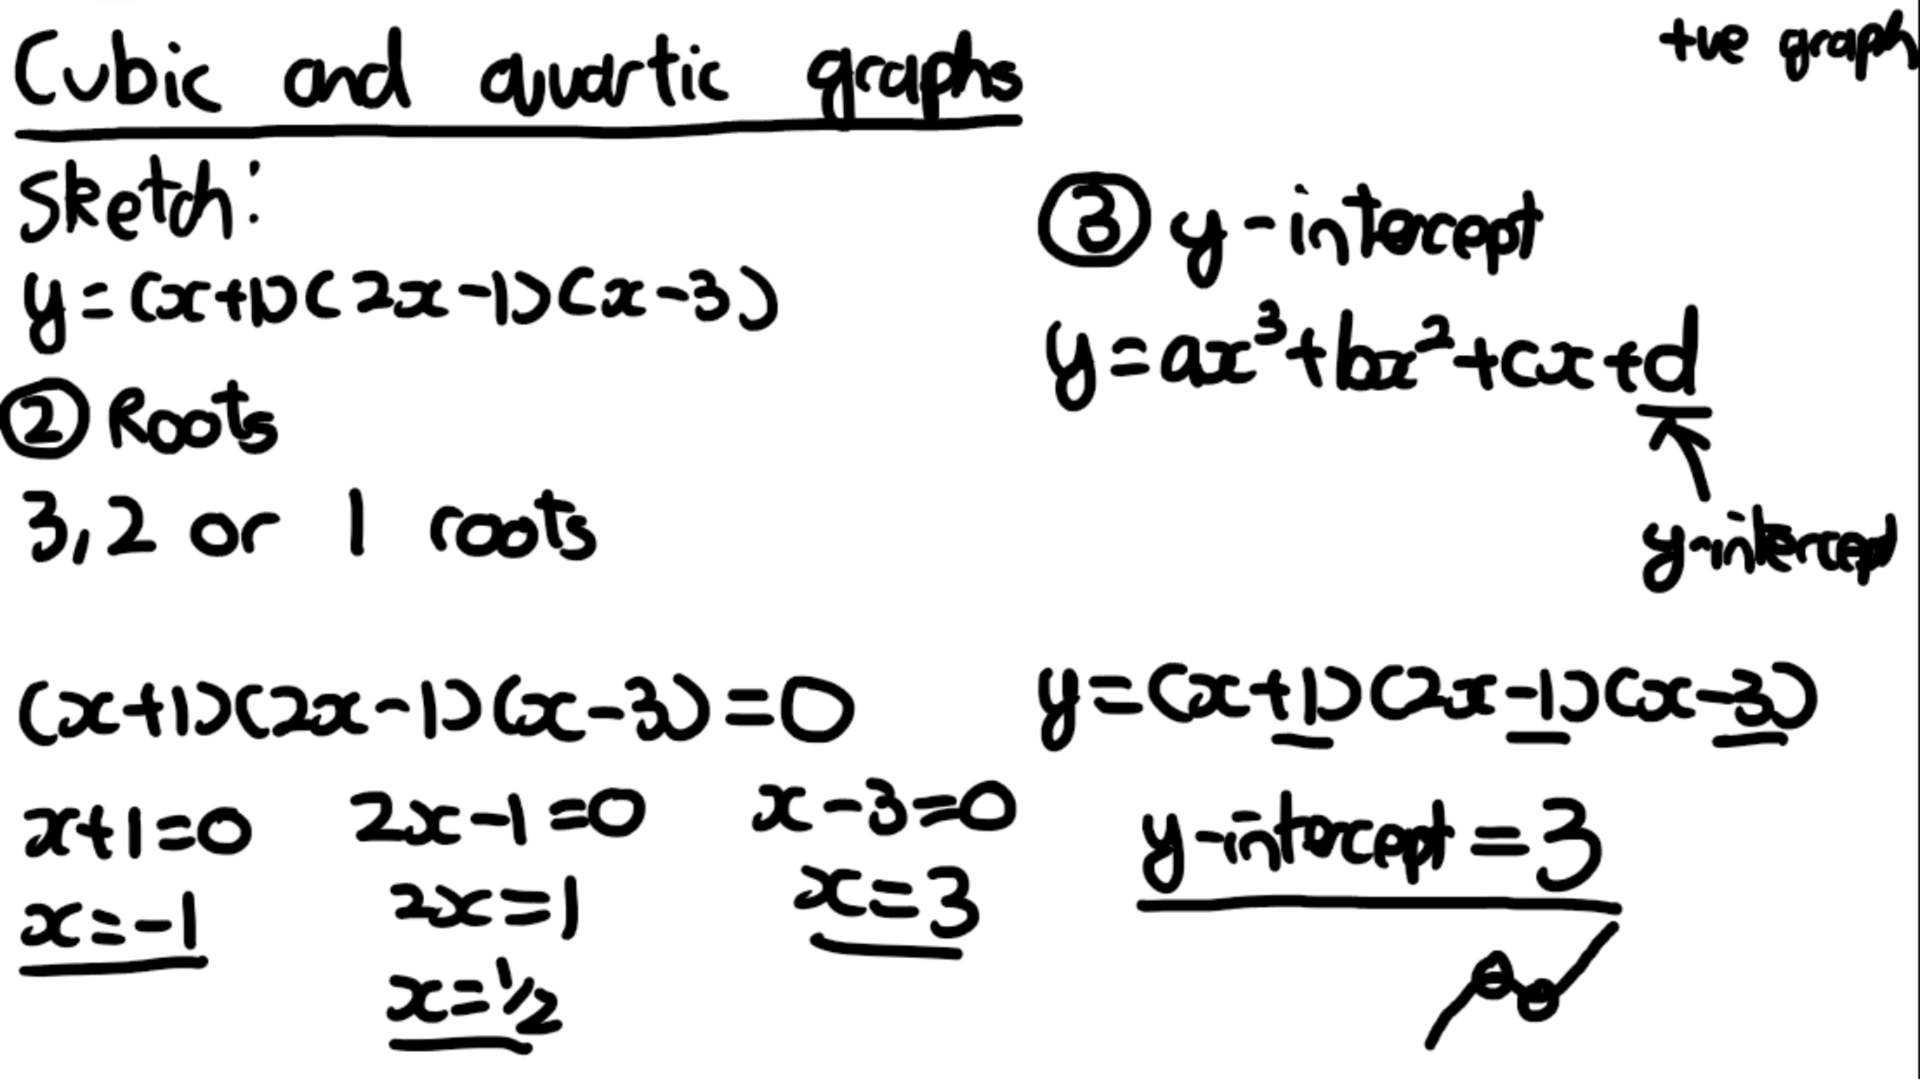 Cubic and quartic graphs
Sketch:
y=(x+1)(2x-1)(x-3)
② Roots
3,2 or 1 roots
(x+1)(2x-1)(x-3)=0
x+1=0 2x-1=0 x-3=0
x=-1 2x=1 x=3
x=1/2
+ve graph
③ y-intercept
y=ax³+bx²+cx+d
y-intercept
y=(x+1)(2x-1)(x-3)
y-intercept=3